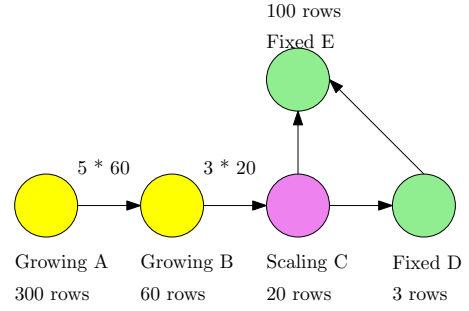 100 rows
Fixed E
5 * 60
3 * 20
Growing A
Growing B
Scaling C
Fixed D
300 rows
60 rows
20 rows
3 rows